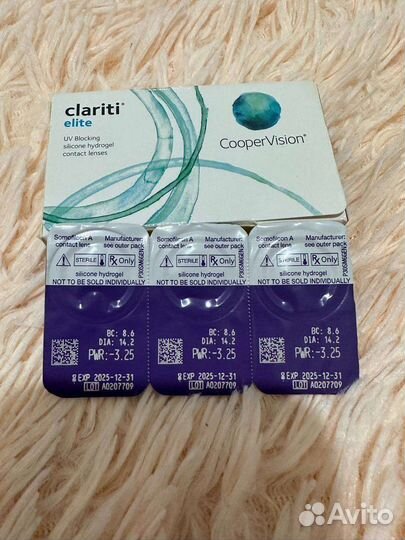 clariti®
elite
UV Blocking
silicone hydrogel
contact lenses
CooperVision®
Somofilcon A
contact lens
Manufacturer:
see outer pack
STERILE
Rx Only
silicone hydrogel
NOT TO BE SOLD INDIVIDUALLY
BC: 8.6
DIA: 14.2
PWR:-3.25
EXP 2025-12-31
LOT A0207709
Somofilcon A
contact lens
Manufacturer:
see outer pack
STERILE
Rx Only
silicone hydrogel
NOT TO BE SOLD INDIVIDUALLY
BC: 8.6
DIA: 14.2
PWR:-3.25
EXP 2025-12-31
LOT A0207709
Somofilcon A
contact lens
Manufacturer:
see outer pack
STERILE
Rx Only
silicone hydrogel
NOT TO BE SOLD INDIVIDUALLY
BC: 8.6
DIA: 14.2
PWR:-3.25
EXP 2025-12-31
LOT A0207709
Avito